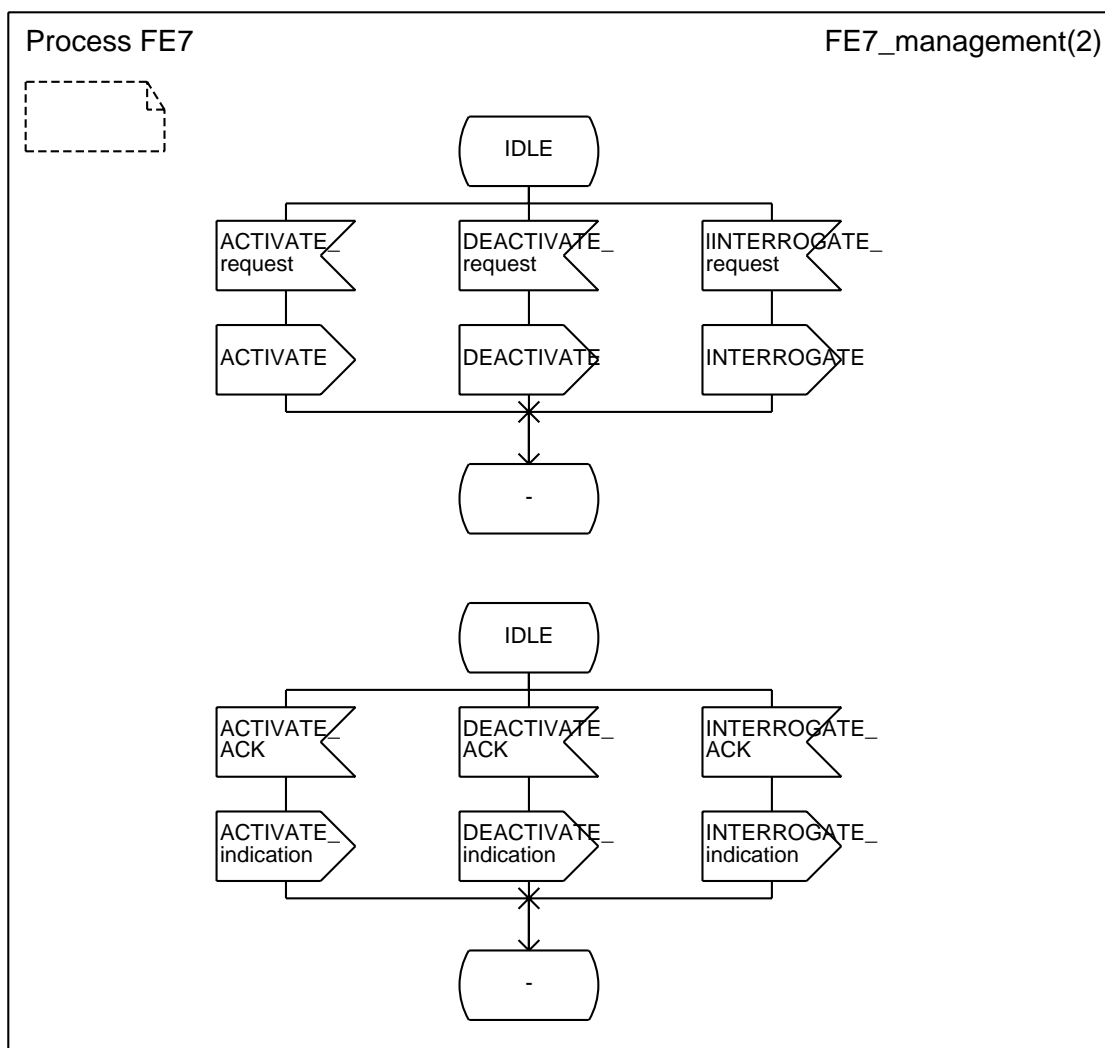 Process FE7
FE7_management(2)
IDLE
ACTIVATE_
request
DEACTIVATE_
request
IINTERROGATE_
request
ACTIVATE
DEACTIVATE
INTERROGATE
-
IDLE
ACTIVATE_
ACK
DEACTIVATE_
ACK
INTERROGATE_
ACK
ACTIVATE_
indication
DEACTIVATE_
indication
INTERROGATE_
indication
-